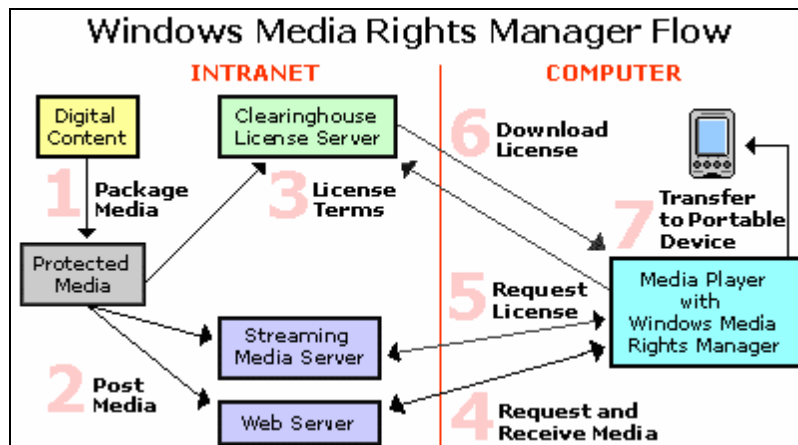 Windows Media Rights Manager Flow
INTRANET
COMPUTER
Digital
Content
Clearinghouse
License Server
6 Download
License
1 Package
Media
3 License
Terms
7 Transfer
to Portable
Device
Protected
Media
5 Request
License
Media Player
with
Windows Media
Rights Manager
Streaming
Media Server
2 Post
Media
Web Server
4 Request and
Receive Media